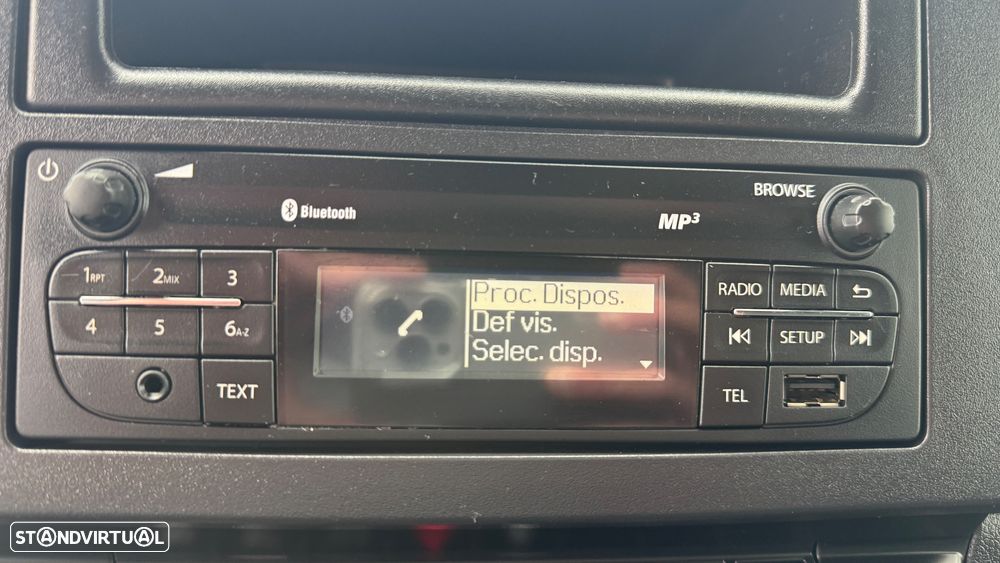 BROWSE
Bluetooth
MP3
1RPT 2MIX 3
4 5 6A-Z
TEXT
Proc. Dispos.
Def vis.
Selec. disp.
RADIO MEDIA
SETUP
TEL
STANDVIRTUAL